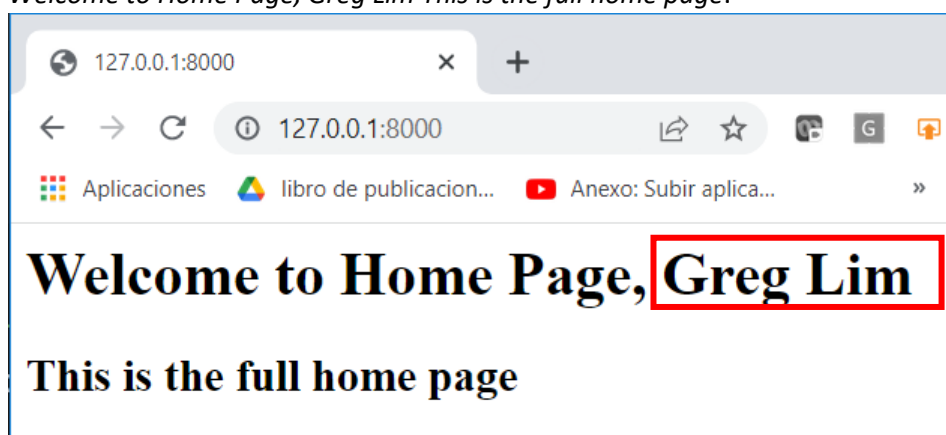 Welcome to Home Page, Greg Lim This is the full home page.
127.0.0.1:8000
127.0.0.1:8000
G
Aplicaciones libro de publicacion... Anexo: Subir aplica... »
Welcome to Home Page, Greg Lim
This is the full home page